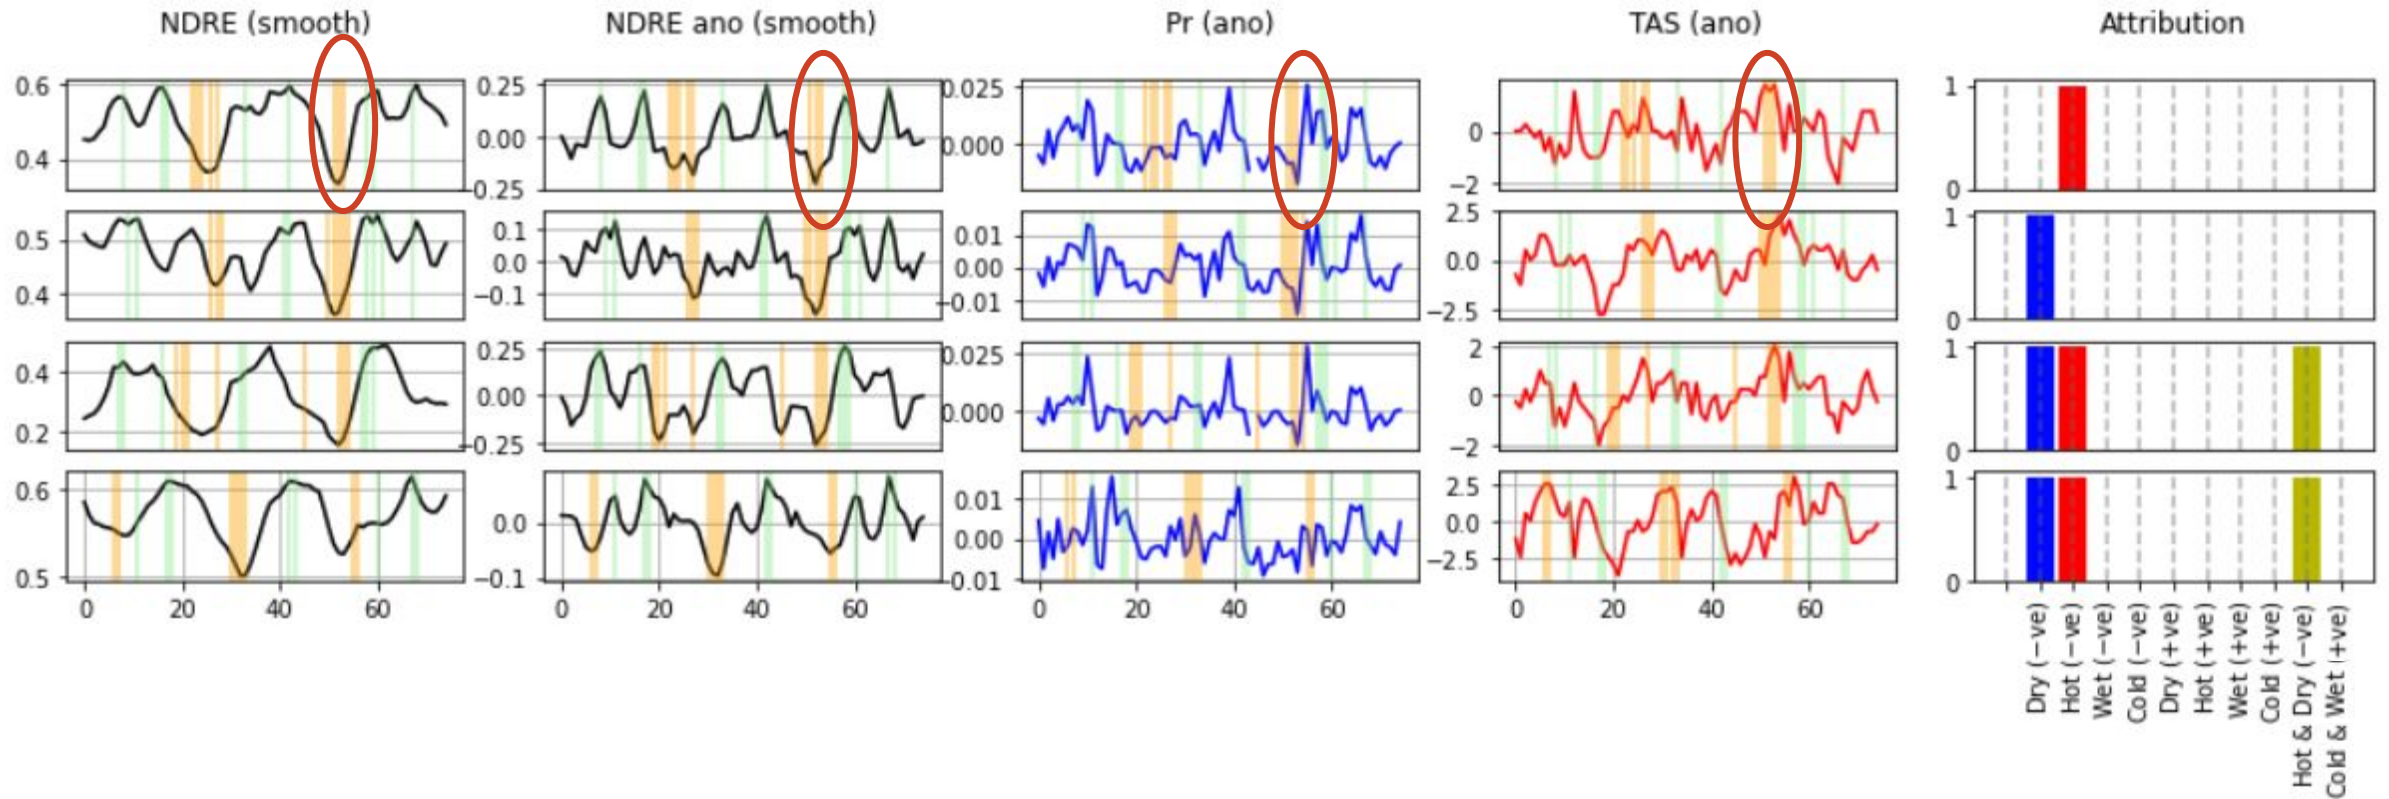 NDRE (smooth) NDRE ano (smooth) Pr (ano) TAS (ano) Attribution
0.6 0.4
0.25 0.00 −0.25
0.025 0.000
0 −2
1 0
0.5 0.4
0.1 0.0 −0.1
0.01 0.00 −0.01
2.5 0.0 −2.5
1 0
0.4 0.2
0.25 0.00 −0.25
0.025 0.000
2 0 −2
1 0
0.6 0.5
0.0 −0.1
0.01 0.00 −0.01
2.5 0.0 −2.5
1 0
0 20 40 60
0 20 40 60
0 20 40 60
0 20 40 60
Dry (−ve)
Hot (−ve)
Wet (−ve)
Cold (−ve)
Dry (+ve)
Hot (+ve)
Wet (+ve)
Cold (+ve)
Hot & Dry (−ve)
Cold & Wet (+ve)